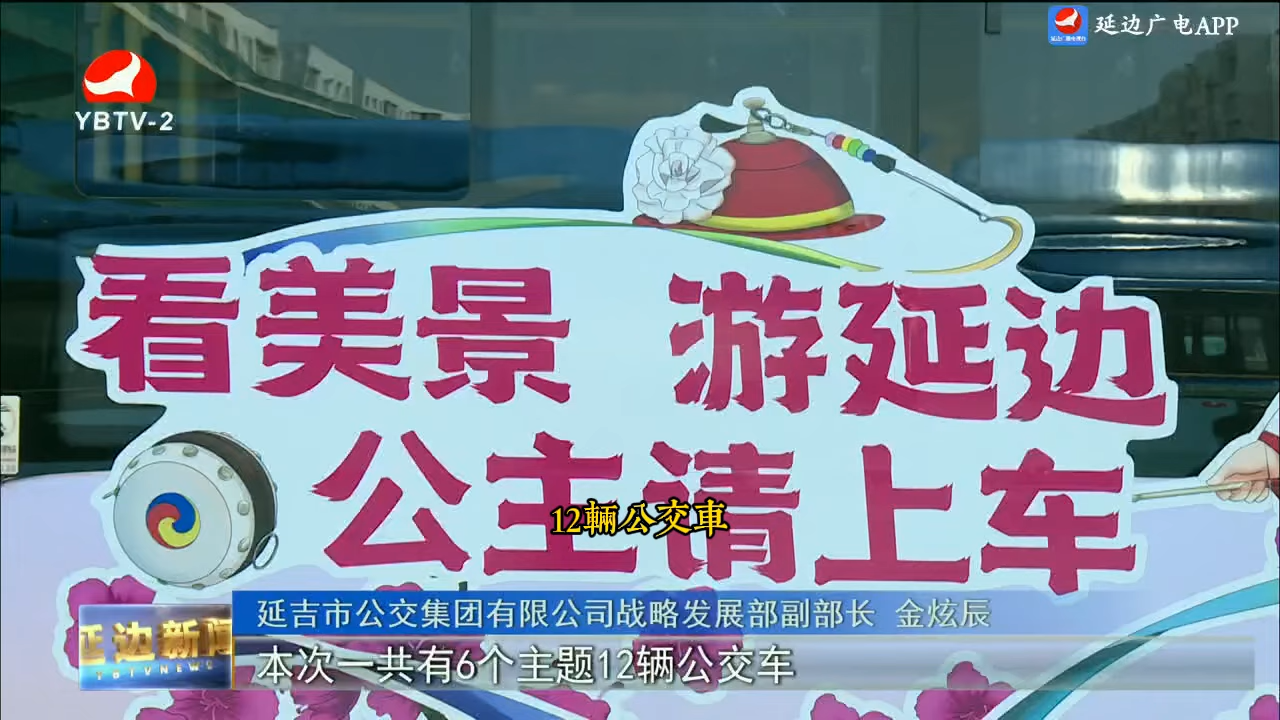 延边广电APP
YBTV-2
看美景 游延边
公主请上车
12輛公交車
延吉市公交集团有限公司战略发展部副部长 金炫辰
延边新闻
YBTVNEWS
本次一共有6个主题12辆公交车